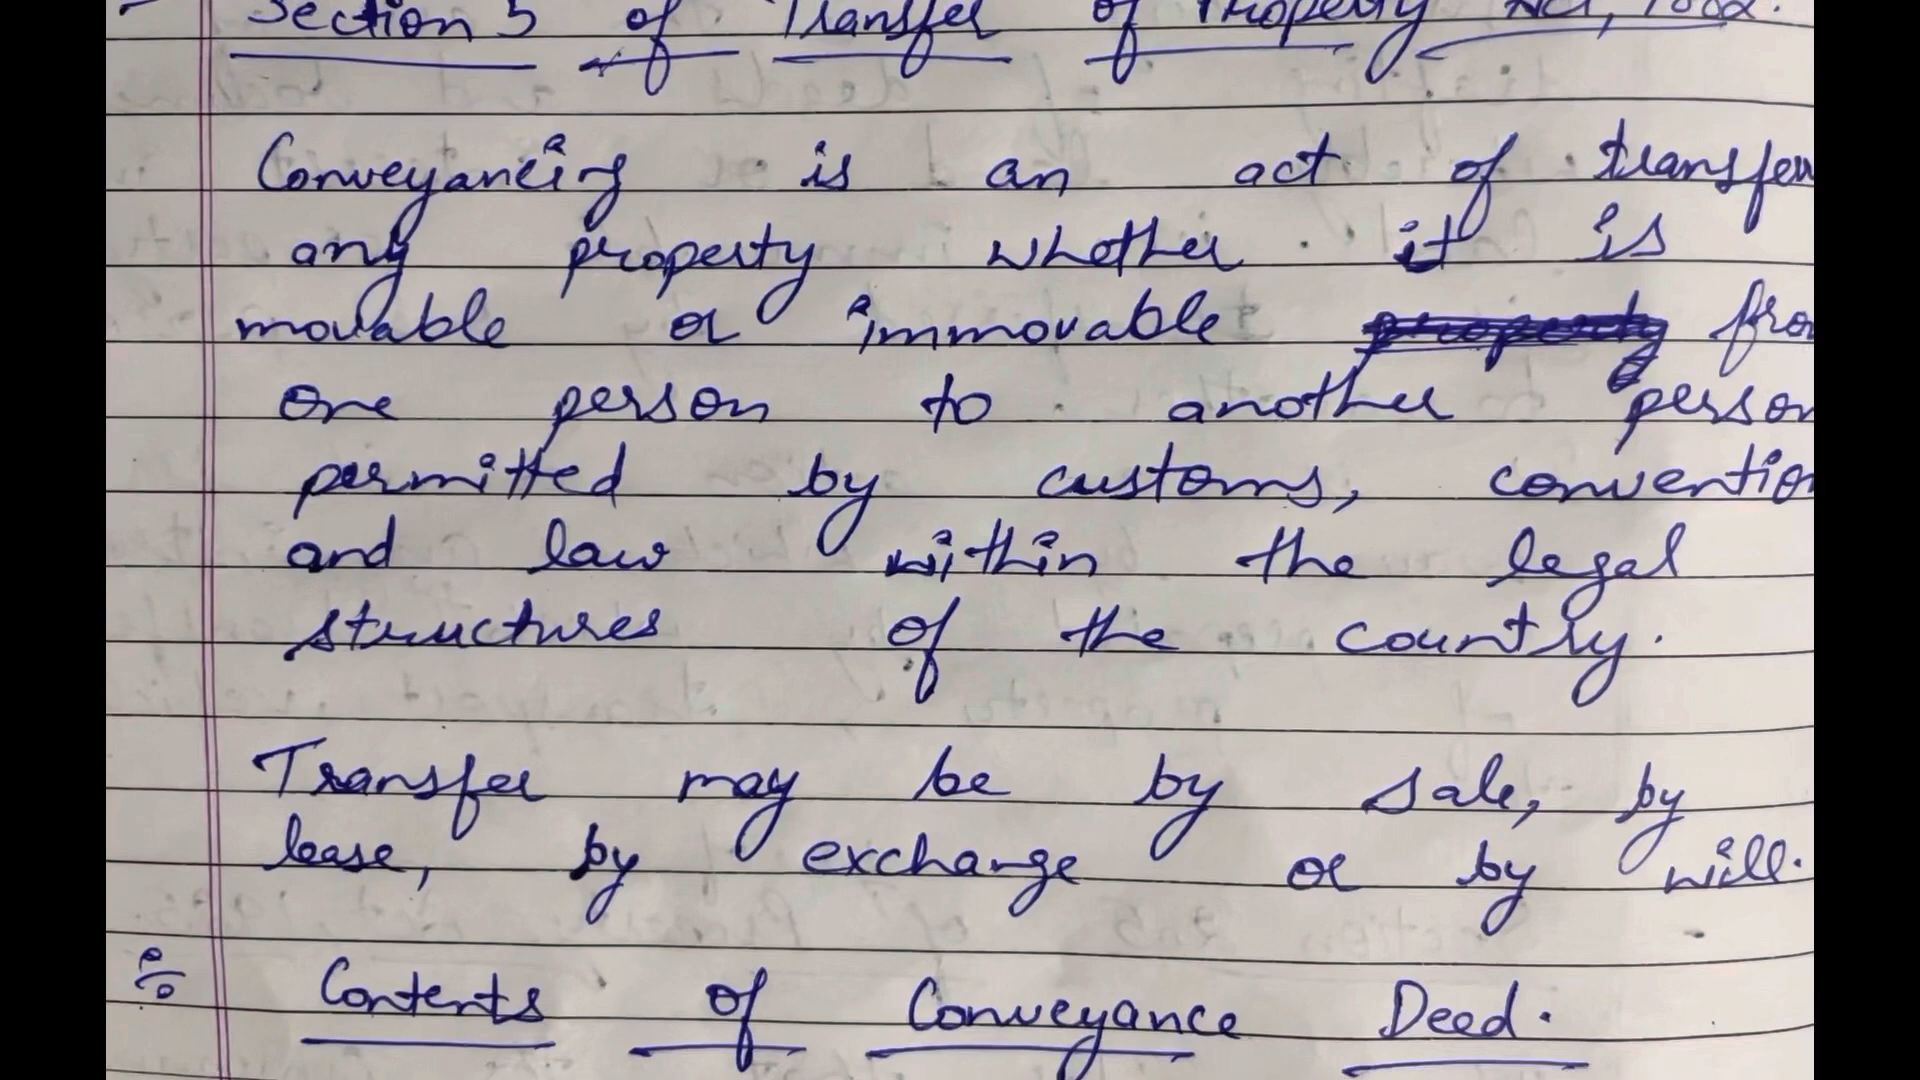 Section 5 of Transfer of Property Act, 1882.
Conveyancing is an act of transfer
any property whether it is
movable or immovable from
one person to another person
permitted by customs, convention
and law within the legal
structures of the country.
Transfer may be by sale, by
lease, by exchange or by will.
Contents of Conveyance Deed.